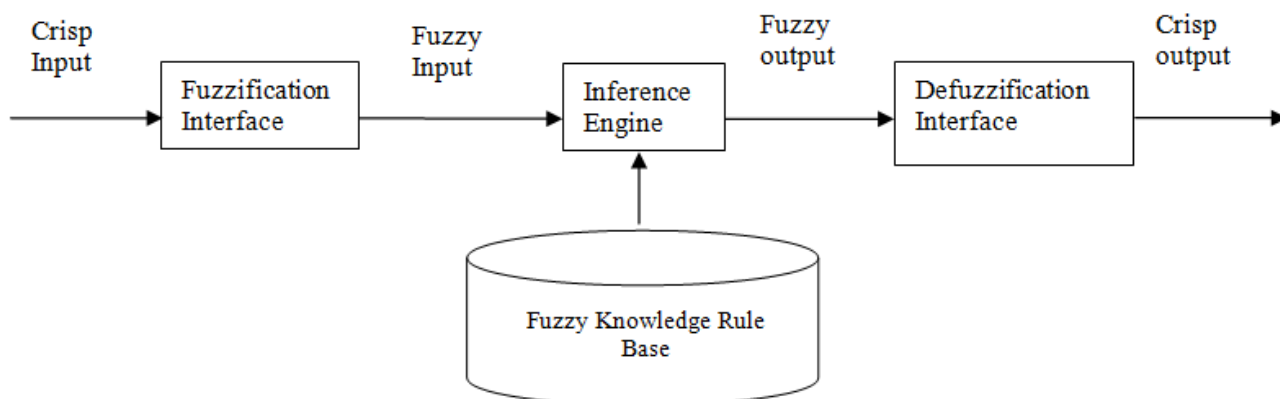 Crisp
Input
Fuzzification
Interface
Fuzzy
Input
Inference
Engine
Fuzzy
output
Defuzzification
Interface
Crisp
output
Fuzzy Knowledge Rule
Base